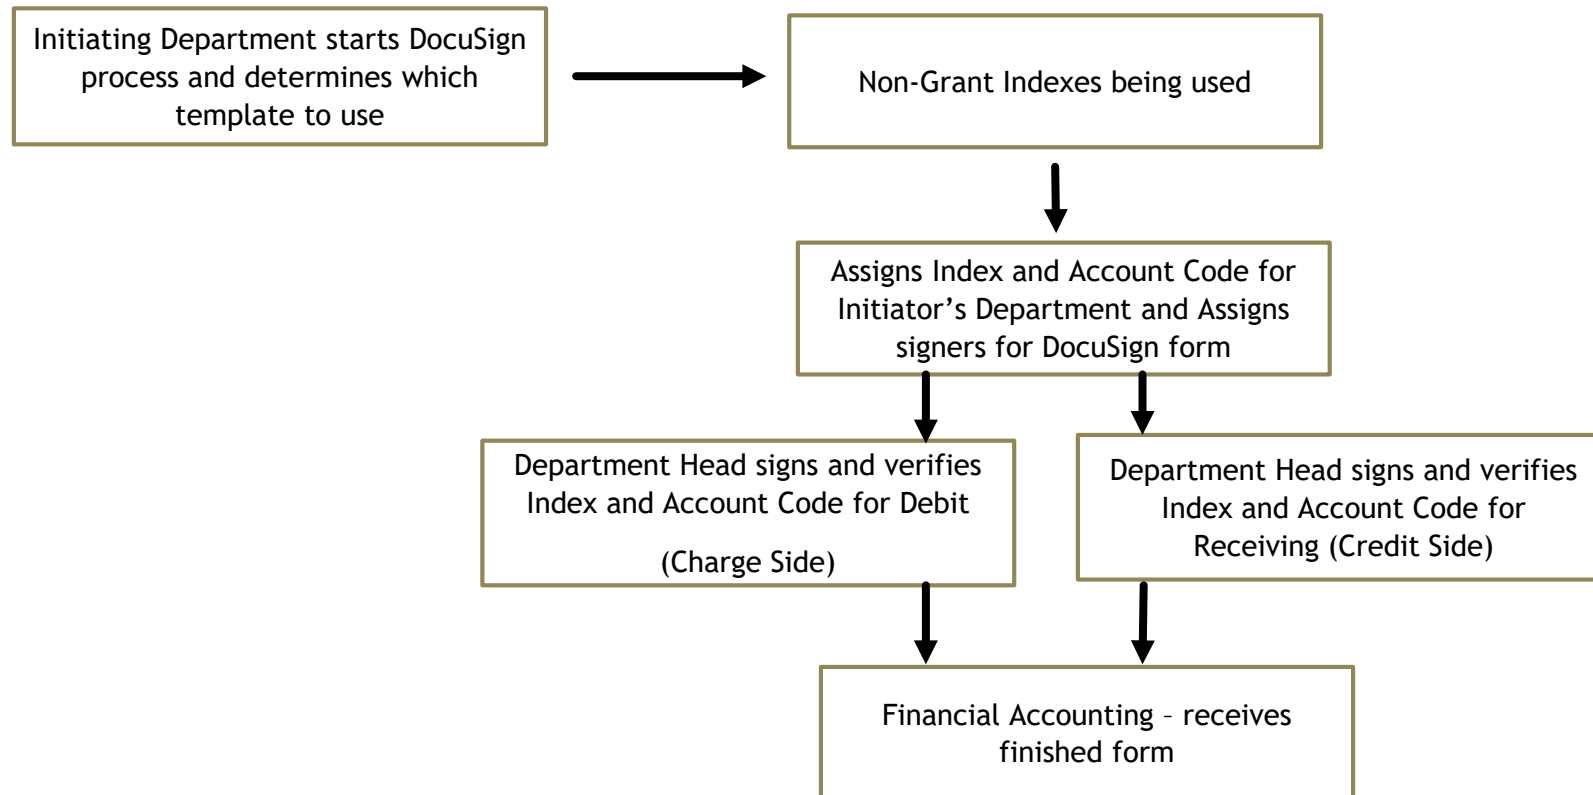 Initiating Department starts DocuSign
process and determines which
template to use
Non-Grant Indexes being used
Assigns Index and Account Code for
Initiator’s Department and Assigns
signers for DocuSign form
Department Head signs and verifies
Index and Account Code for Debit
(Charge Side)
Department Head signs and verifies
Index and Account Code for
Receiving (Credit Side)
Financial Accounting – receives
finished form